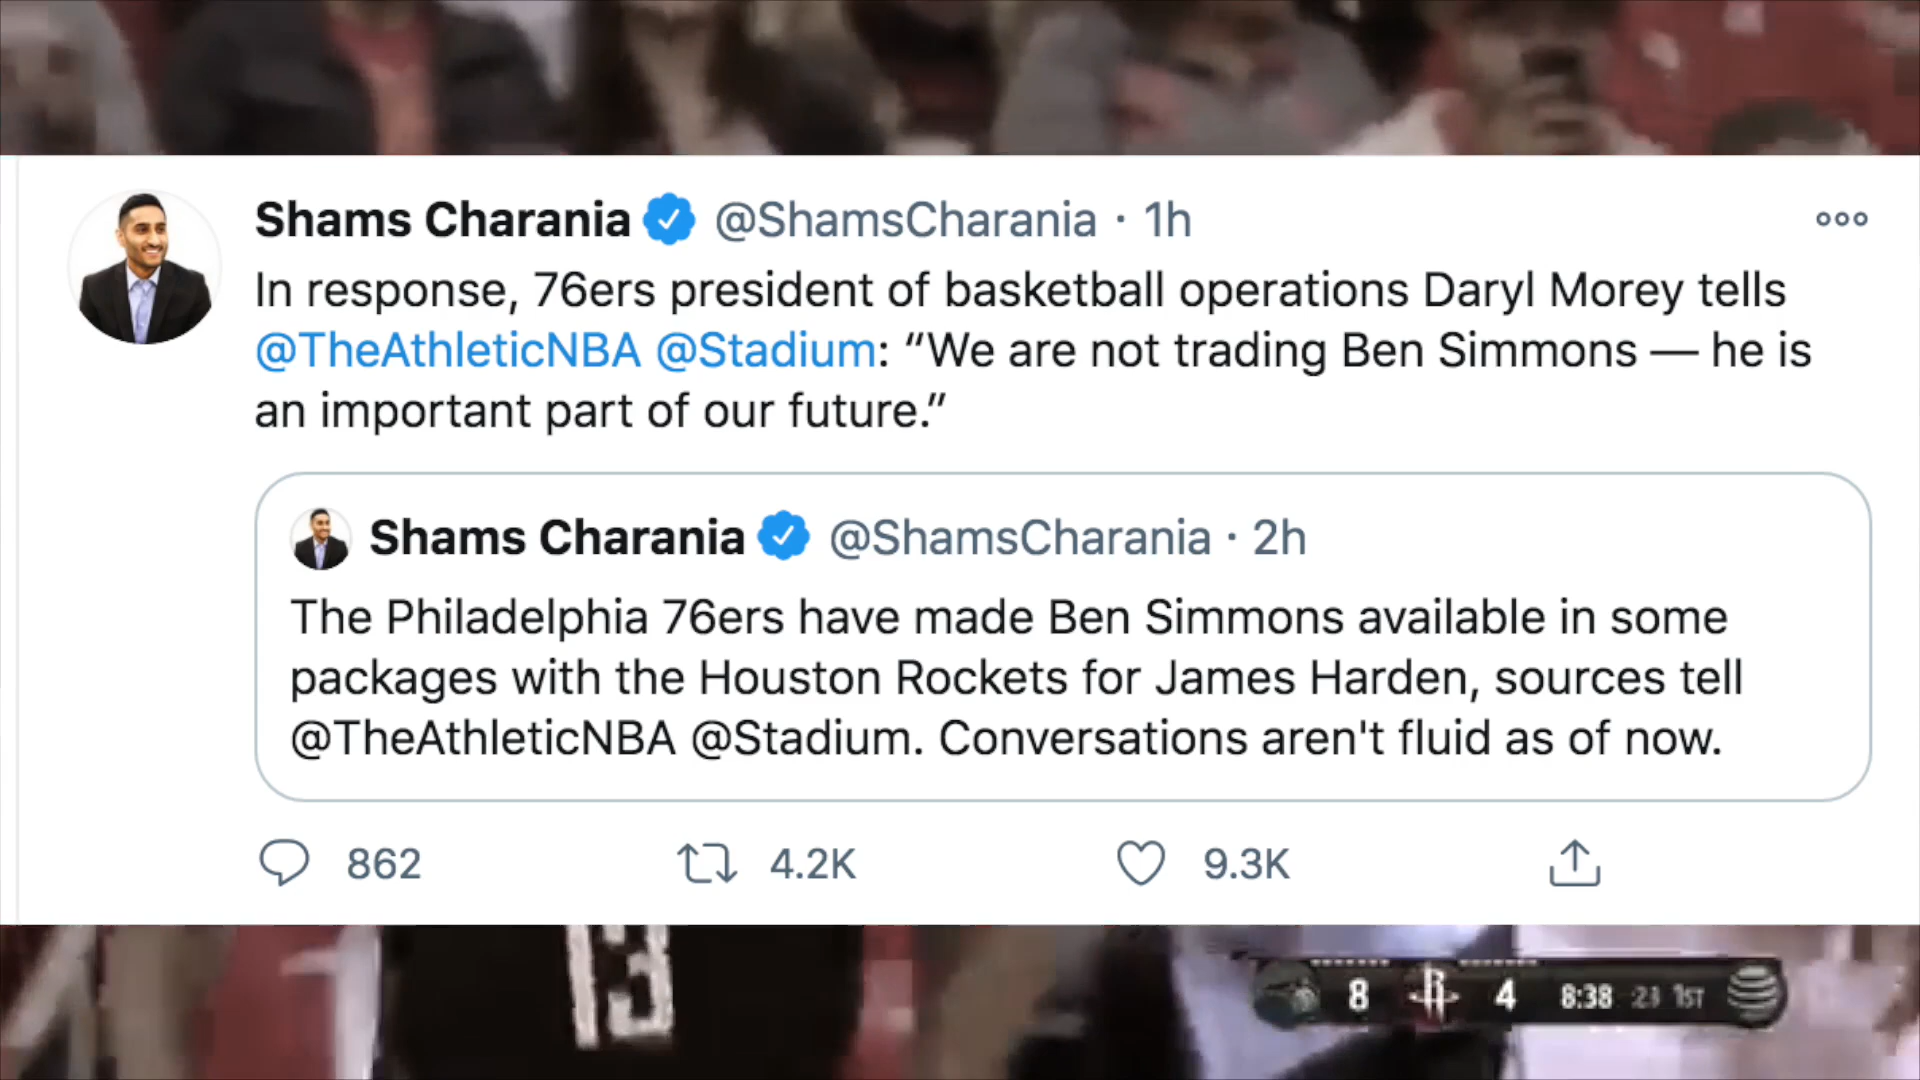 Shams Charania @ShamsCharania · 1h
In response, 76ers president of basketball operations Daryl Morey tells
@TheAthleticNBA @Stadium: “We are not trading Ben Simmons — he is
an important part of our future.”
Shams Charania @ShamsCharania · 2h
The Philadelphia 76ers have made Ben Simmons available in some
packages with the Houston Rockets for James Harden, sources tell
@TheAthleticNBA @Stadium. Conversations aren't fluid as of now.
862 4.2K 9.3K
13
8 R 4 8:38 23 1ST